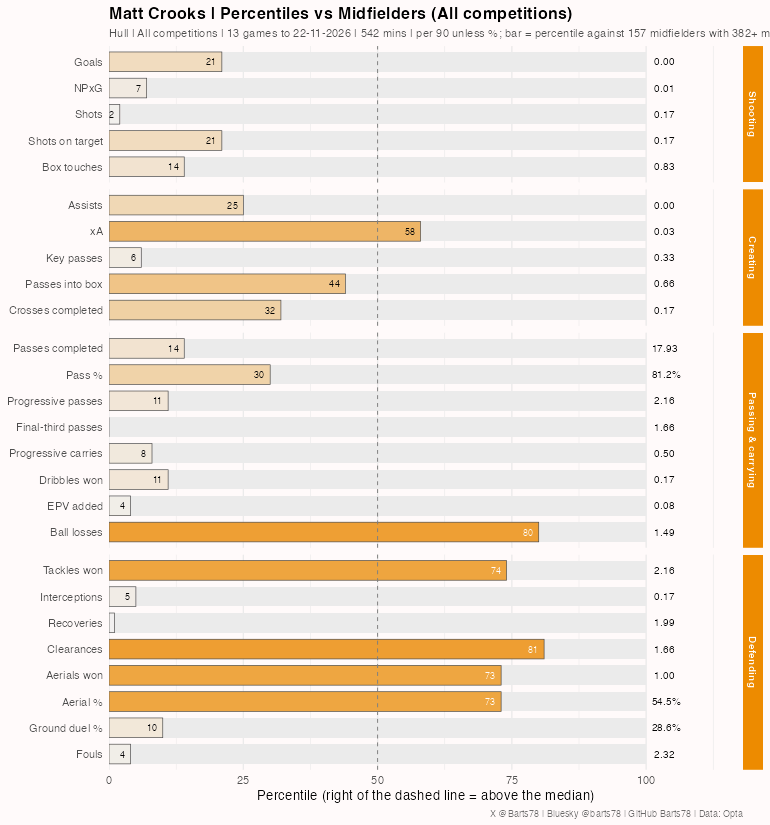 Matt Crooks | Percentiles vs Midfielders (All competitions)
Hull | All competitions | 13 games to 22-11-2026 | 542 mins | per 90 unless %; bar = percentile against 157 midfielders with 382+ m
Goals 21 0.00
NPxG 7 0.01
Shots 2 0.17
Shots on target 21 0.17
Box touches 14 0.83
Shooting
Assists 25 0.00
xA 58 0.03
Key passes 6 0.33
Passes into box 44 0.66
Crosses completed 32 0.17
Creating
Passes completed 14 17.93
Pass % 30 81.2%
Progressive passes 11 2.16
Final-third passes 1.66
Progressive carries 8 0.50
Dribbles won 11 0.17
EPV added 4 0.08
Ball losses 80 1.49
Passing & carrying
Tackles won 74 2.16
Interceptions 5 0.17
Recoveries 1.99
Clearances 81 1.66
Aerials won 73 1.00
Aerial % 73 54.5%
Ground duel % 10 28.6%
Fouls 4 2.32
Defending
0 25 50 75 100
Percentile (right of the dashed line = above the median)
X @Barts78 | Bluesky @barts78 | GitHub Barts78 | Data: Opta